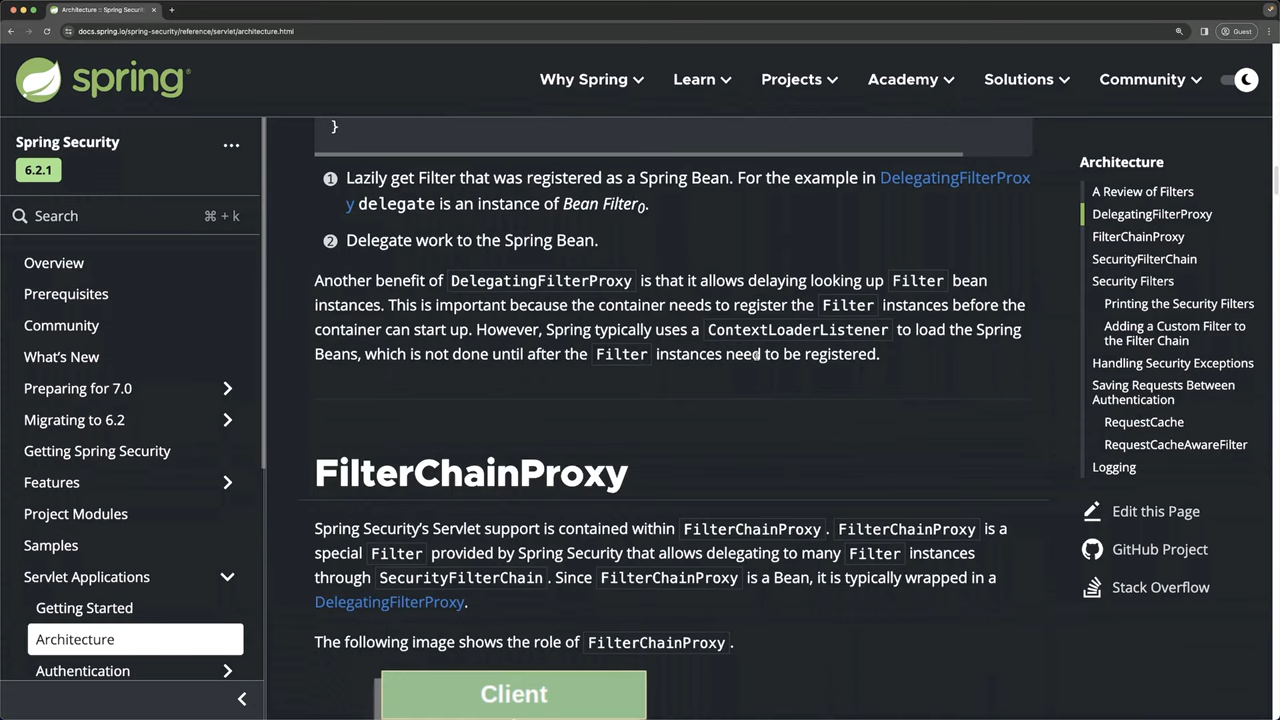 Architecture :: Spring Securit
docs.spring.io/spring-security/reference/servlet/architecture.html
Guest
spring
Why Spring
Learn
Projects
Academy
Solutions
Community
Spring Security
6.2.1
Search
⌘ + k
Overview
Prerequisites
Community
What's New
Preparing for 7.0
Migrating to 6.2
Getting Spring Security
Features
Project Modules
Samples
Servlet Applications
Getting Started
Architecture
Authentication
}
1 Lazily get Filter that was registered as a Spring Bean. For the example in DelegatingFilterProx
y delegate is an instance of Bean Filter0.
2 Delegate work to the Spring Bean.
Another benefit of DelegatingFilterProxy is that it allows delaying looking up Filter bean
instances. This is important because the container needs to register the Filter instances before the
container can start up. However, Spring typically uses a ContextLoaderListener to load the Spring
Beans, which is not done until after the Filter instances need to be registered.
FilterChainProxy
Spring Security's Servlet support is contained within FilterChainProxy. FilterChainProxy is a
special Filter provided by Spring Security that allows delegating to many Filter instances
through SecurityFilterChain. Since FilterChainProxy is a Bean, it is typically wrapped in a
DelegatingFilterProxy.
The following image shows the role of FilterChainProxy.
Client
Architecture
A Review of Filters
DelegatingFilterProxy
FilterChainProxy
SecurityFilterChain
Security Filters
Printing the Security Filters
Adding a Custom Filter to
the Filter Chain
Handling Security Exceptions
Saving Requests Between
Authentication
RequestCache
RequestCacheAwareFilter
Logging
Edit this Page
GitHub Project
Stack Overflow